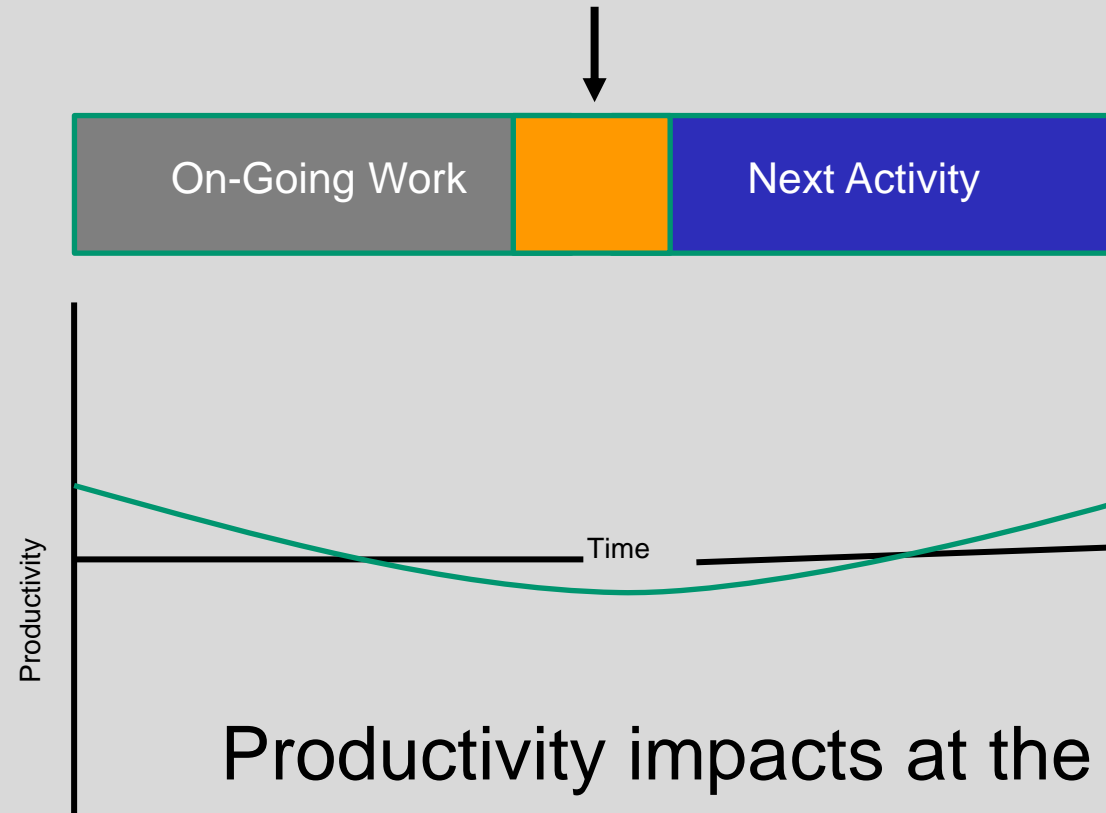 On-Going Work
Next Activity
Time
Productivity
Productivity impacts at the